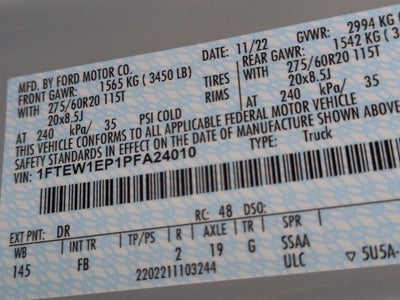 MFD. BY FORD MOTOR CO.
DATE: 11/22 GVWR: 2994 KG
FRONT GAWR: 1565 KG ( 3450 LB) REAR GAWR: 1542 KG ( 34
WITH 275/60R20 115T TIRES WITH 275/60R20 115T
20x8.5J RIMS 20x8.5J
AT 240 kPa/ 35 PSI COLD AT 240 kPa/ 35
THIS VEHICLE CONFORMS TO ALL APPLICABLE FEDERAL MOTOR VEHICLE
SAFETY STANDARDS IN EFFECT ON THE DATE OF MANUFACTURE SHOWN ABOVE
VIN: 1FTEW1EP1PFA24010 TYPE: Truck
EXT PNT: DR RC: 48 DSO:
WB INT TR TP/PS R AXLE TR SPR
145 FB 2 19 G SSAA
2202211103244 ULC ▽ 5U5A-